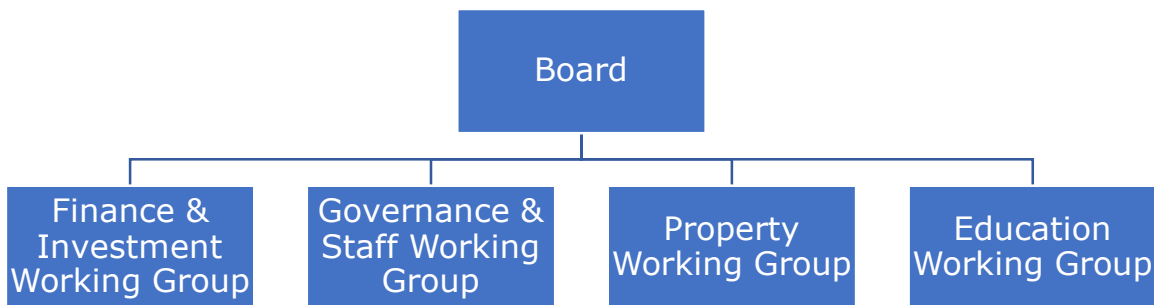 Board
Finance &
Investment
Working Group
Governance &
Staff Working
Group
Property
Working Group
Education
Working Group